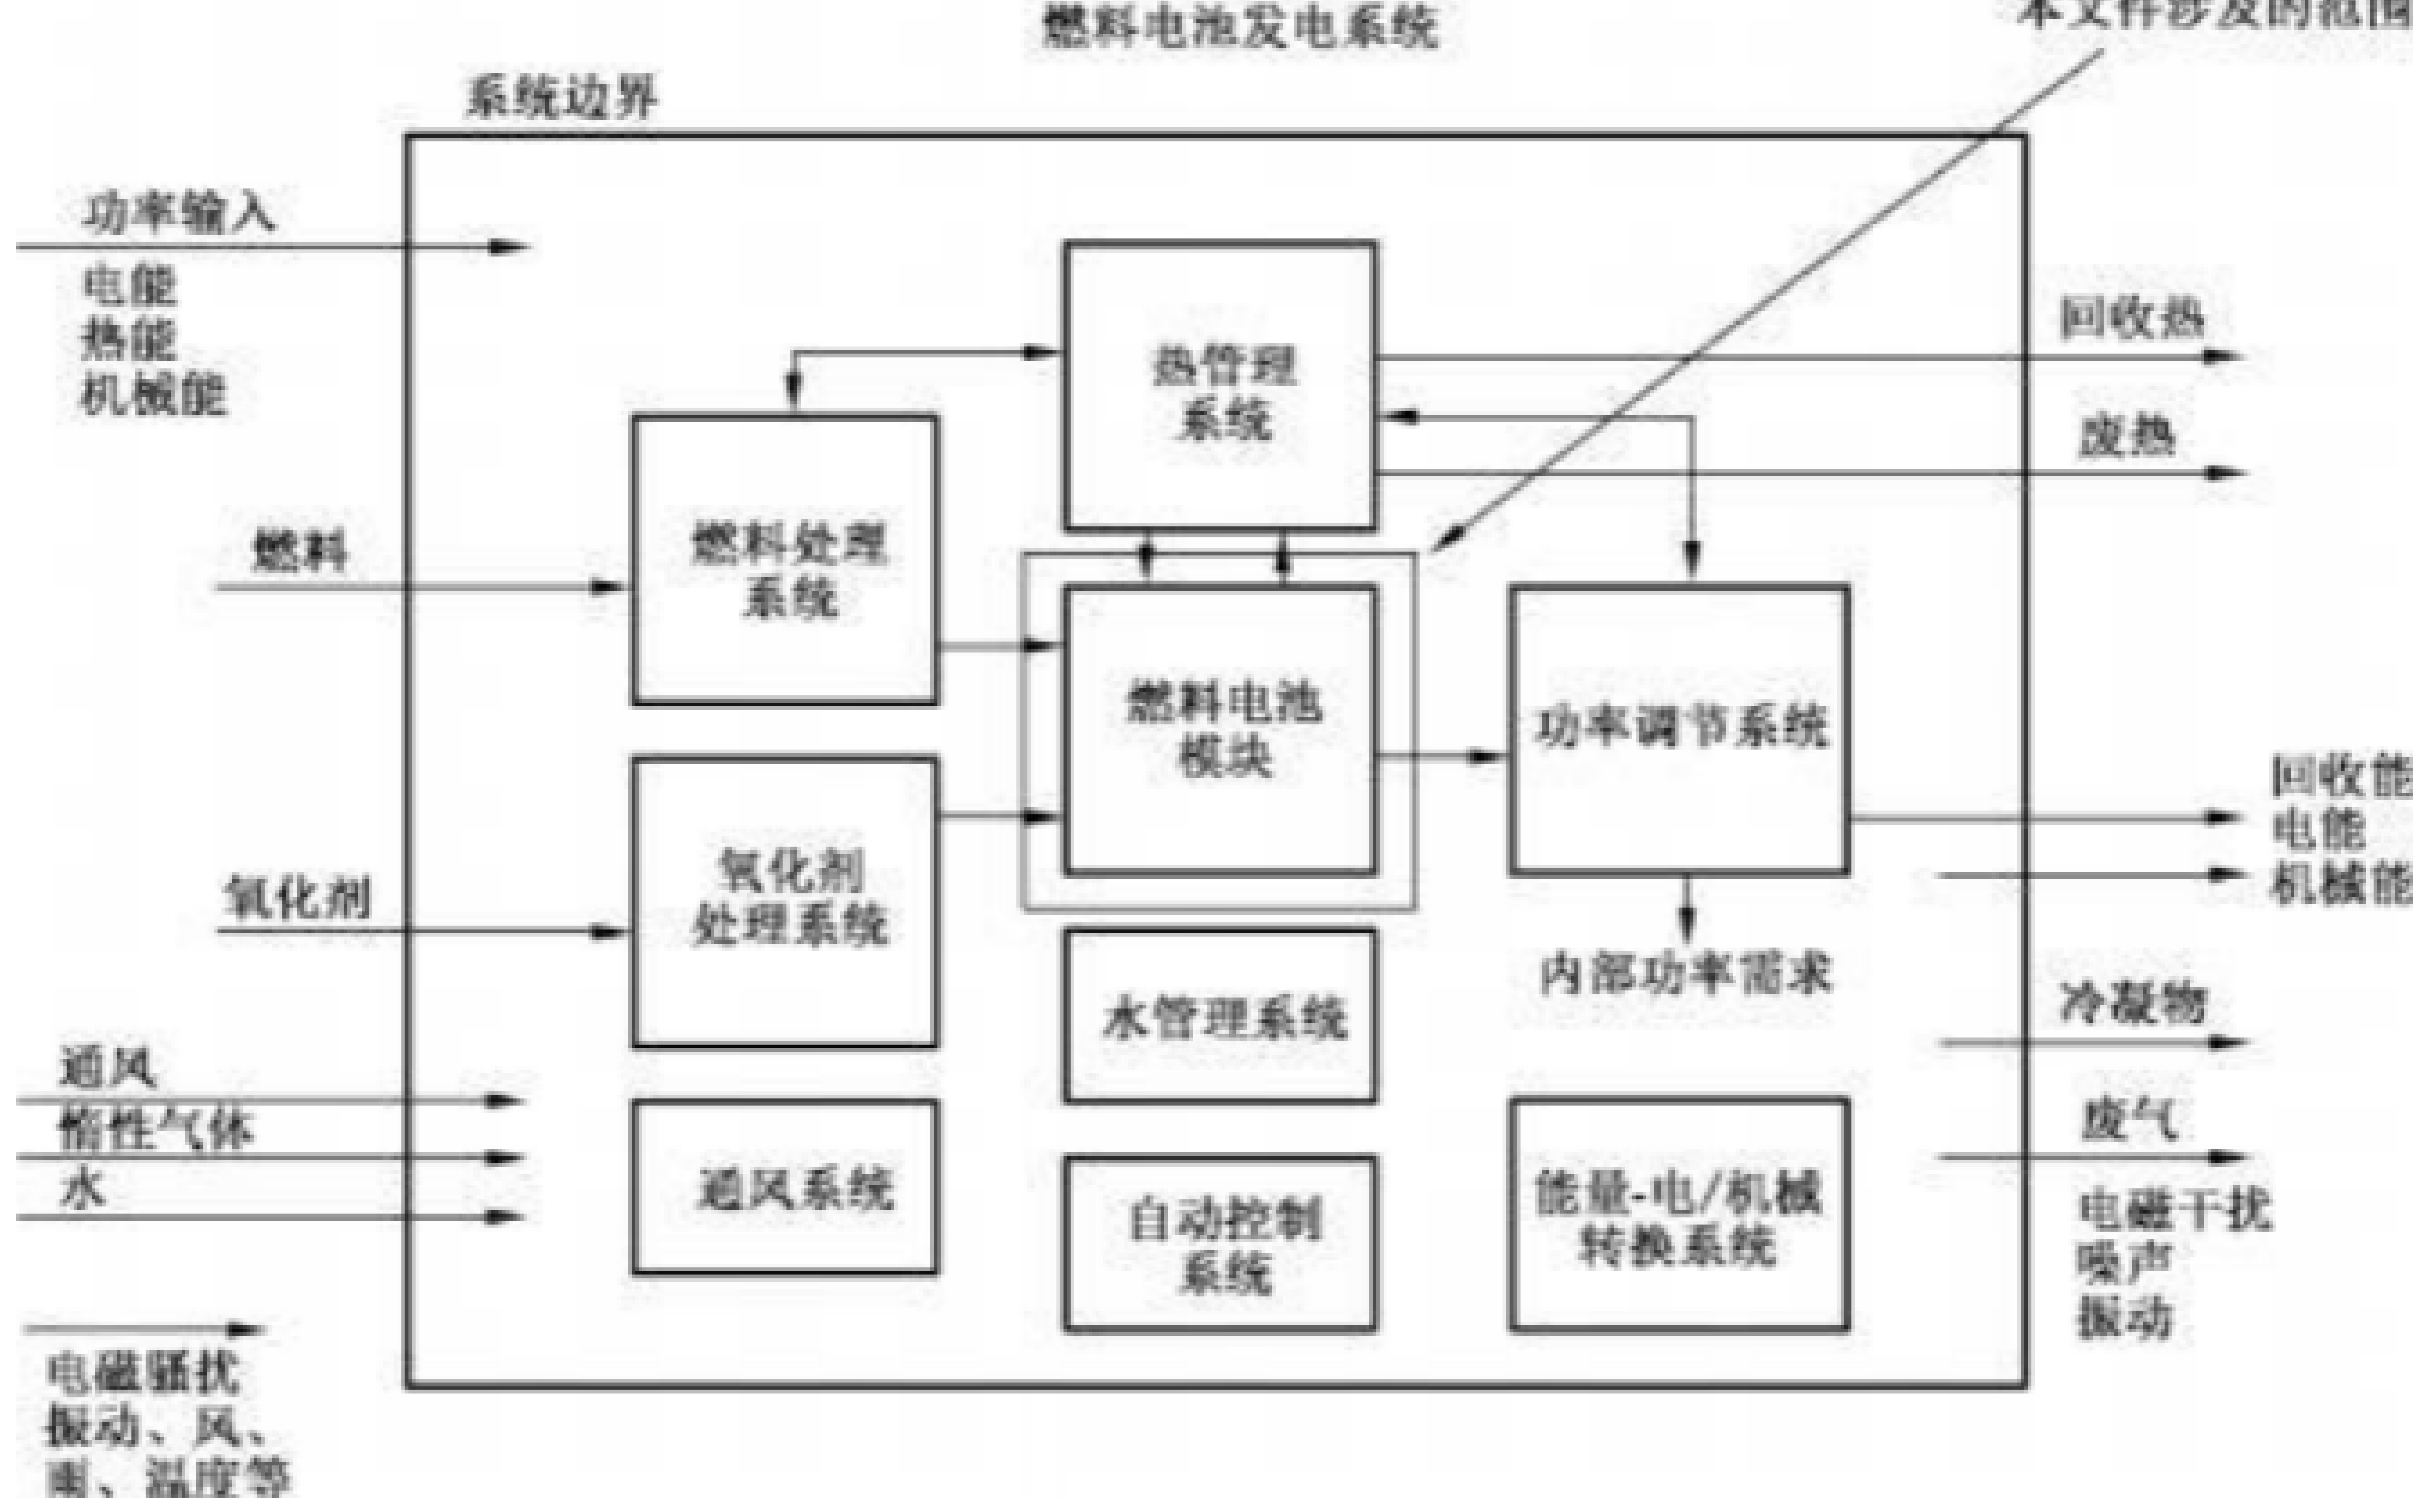 燃料电池发电系统
本文件涉及的范围
系统边界
功率输入
电能
热能
机械能
热管理
系统
回收热
废热
燃料
燃料处理
系统
燃料电池
模块
功率调节系统
回收能
电能
机械能
氧化剂
氧化剂
处理系统
内部功率需求
水管理系统
冷凝物
通风
惰性气体
水
通风系统
自动控制
系统
能量-电/机械
转换系统
废气
电磁干扰
噪声
振动
电磁骚扰
振动、风、
雨、温度等